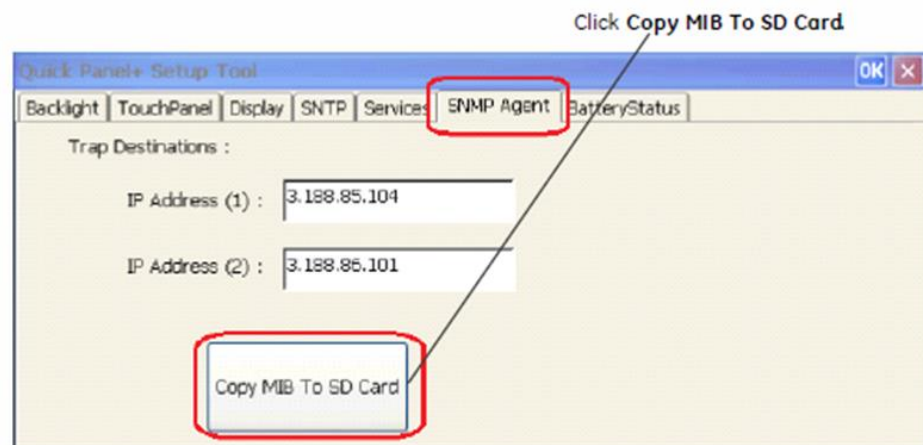 Click Copy MIB To SD Card
Quick Panel+ Setup Tool
OK
Backlight TouchPanel Display SNTP Services SNMP Agent BatteryStatus
Trap Destinations :
IP Address (1) : 3.188.85.104
IP Address (2) : 3.188.86.101
Copy MIB To SD Card